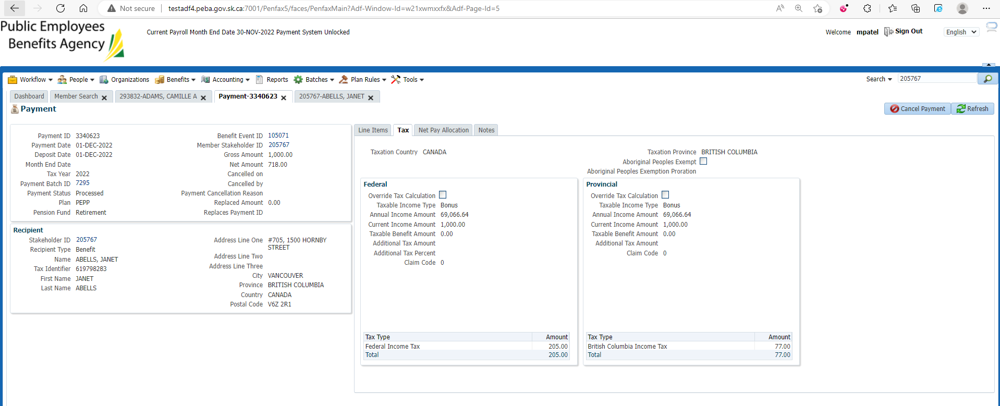 Not secure | testadf4.peba.gov.sk.ca:7001/Penfax5/faces/PenfaxMain?Adf-Window-Id=w21xwmxxfx&Adf-Page-Id=5
Public Employees
Benefits Agency
Current Payroll Month End Date 30-NOV-2022 Payment System Unlocked
Welcome mpatel Sign Out English
Workflow People Organizations Benefits Accounting Reports Batches Plan Rules Tools Search 205767
Dashboard Member Search 293832-ADAMS, CAMILLE A Payment-3340623 205767-ABELLS, JANET
Payment
Cancel Payment Refresh
Payment ID 3340623
Payment Date 01-DEC-2022
Deposit Date 01-DEC-2022
Month End Date
Tax Year 2022
Payment Batch ID 7295
Payment Status Processed
Plan PEPP
Pension Fund Retirement
Benefit Event ID 105071
Member Stakeholder ID 205767
Gross Amount 1,000.00
Net Amount 718.00
Cancelled on
Cancelled by
Payment Cancellation Reason
Replaced Amount 0.00
Replaces Payment ID
Recipient
Stakeholder ID 205767
Recipient Type Benefit
Name ABELLS, JANET
Tax Identifier 619798283
First Name JANET
Last Name ABELLS
Address Line One #705, 1500 HORNBY
STREET
Address Line Two
Address Line Three
City VANCOUVER
Province BRITISH COLUMBIA
Country CANADA
Postal Code V6Z 2R1
Line Items Tax Net Pay Allocation Notes
Taxation Country CANADA
Taxation Province BRITISH COLUMBIA
Aboriginal Peoples Exempt
Aboriginal Peoples Exemption Proration
Federal
Override Tax Calculation
Taxable Income Type Bonus
Annual Income Amount 69,066.64
Current Income Amount 1,000.00
Taxable Benefit Amount 0.00
Additional Tax Amount
Additional Tax Percent
Claim Code 0
Tax Type Amount
Federal Income Tax 205.00
Total 205.00
Provincial
Override Tax Calculation
Taxable Income Type Bonus
Annual Income Amount 69,066.64
Current Income Amount 1,000.00
Taxable Benefit Amount 0.00
Additional Tax Amount
Claim Code 0
Tax Type Amount
British Columbia Income Tax 77.00
Total 77.00